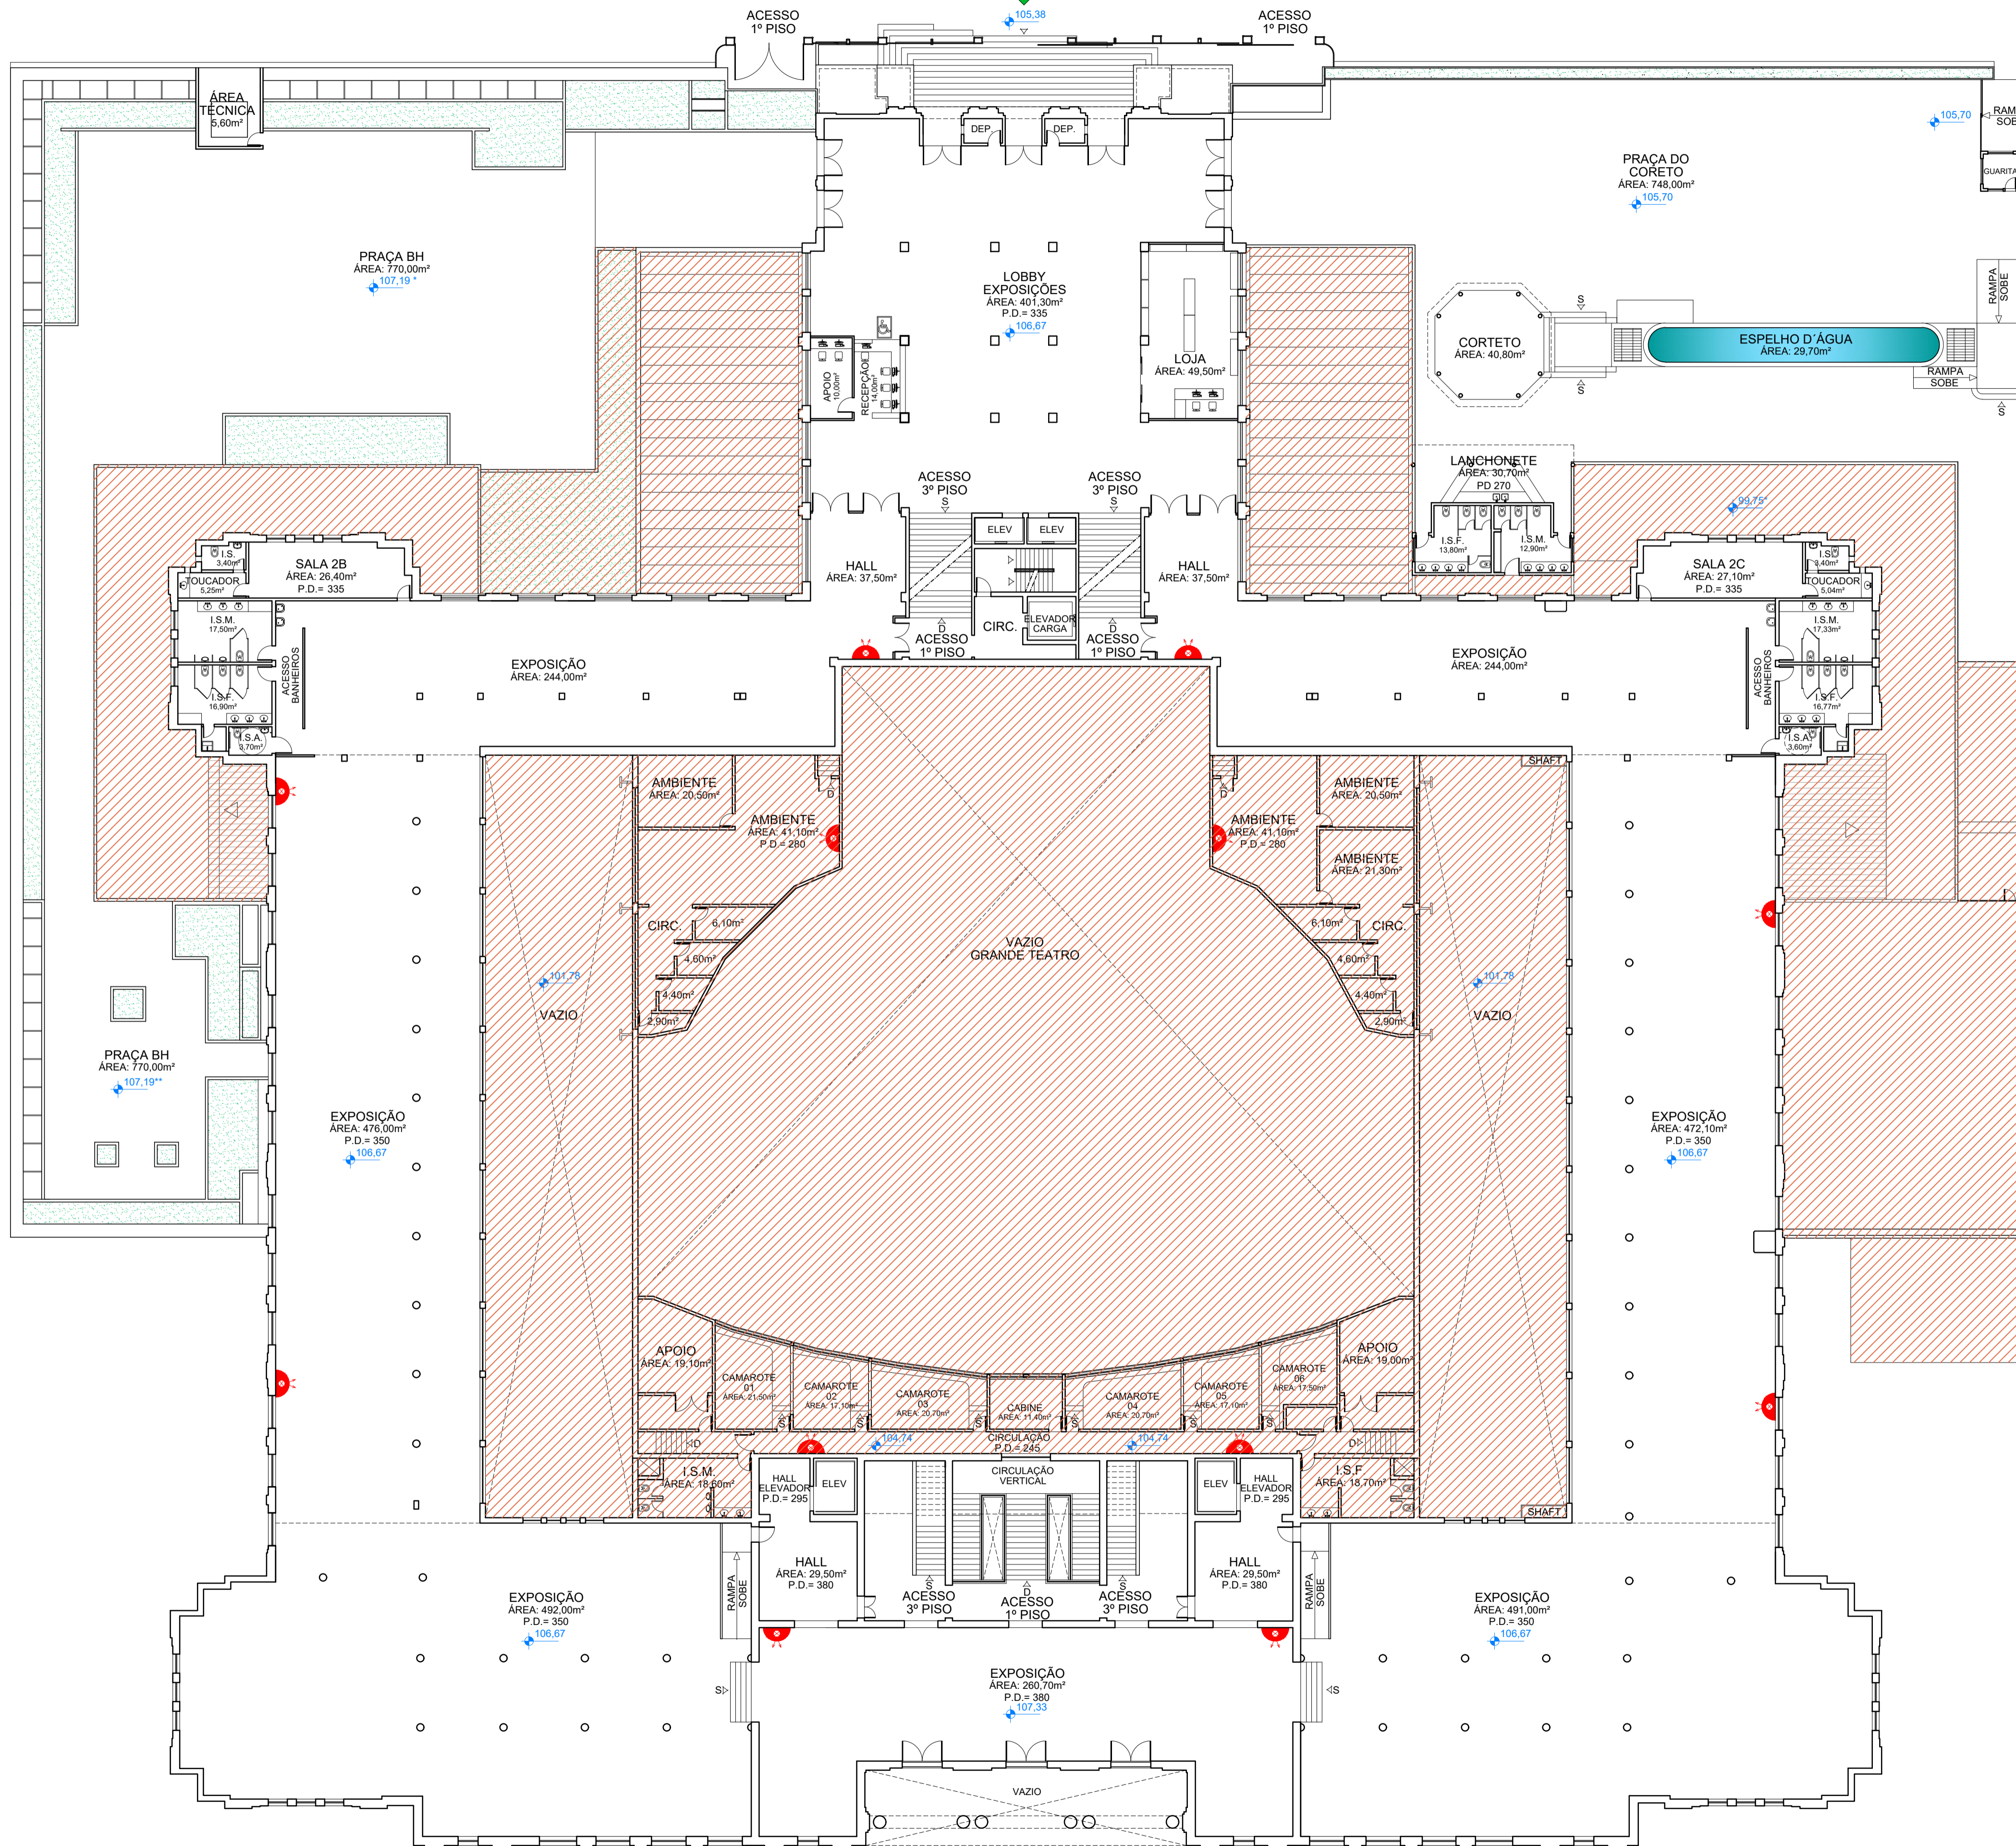 ACESSO
1º PISO
105,38
ACESSO
1º PISO
ÁREA
TÉCNICA
5,60m²
DEP.
DEP.
105,70
SOBE
PRAÇA DO
CORETO
ÁREA: 748,00m²
105,70
GUARITA
PRAÇA BH
ÁREA: 770,00m²
107,19 *
LOBBY
EXPOSIÇÕES
ÁREA: 401,30m²
P.D.= 335
106,67
RAMPA
SOBE
S
CORTETO
ÁREA: 40,80m²
ESPELHO D´ÁGUA
ÁREA: 29,70m²
LOJA
ÁREA: 49,50m²
APOIO
10,00m²
RECEPÇÃO
14,00m²
RAMPA
SOBE
S
S
LANCHONETE
ÁREA: 30,70m²
PD 270
ACESSO
3º PISO
S
ACESSO
3º PISO
S
99,75*
ELEV
ELEV
I.S.F.
13,80m²
I.S.M.
12,90m²
I.S.
3,40m²
SALA 2B
ÁREA: 26,40m²
P.D.= 335
TOUCADOR
5,25m²
HALL
ÁREA: 37,50m²
HALL
ÁREA: 37,50m²
SALA 2C
ÁREA: 27,10m²
P.D.= 335
I.S.
3,40m²
TOUCADOR
5,04m²
I.S.M.
17,50m²
CIRC.
ELEVADOR
CARGA
D
ACESSO
1º PISO
D
ACESSO
1º PISO
I.S.M.
17,33m²
EXPOSIÇÃO
ÁREA: 244,00m²
EXPOSIÇÃO
ÁREA: 244,00m²
ACESSO
BANHEIROS
ACESSO
BANHEIROS
I.S.F.
16,90m²
I.S.F.
16,77m²
I.S.A.
3,70m²
I.S.A.
3,60m²
AMBIENTE
ÁREA: 20,50m²
D
AMBIENTE
ÁREA: 41,10m²
P.D.= 280
D
AMBIENTE
ÁREA: 41,10m²
P.D.= 280
AMBIENTE
ÁREA: 20,50m²
SHAFT
AMBIENTE
ÁREA: 21,30m²
CIRC.
6,10m²
4,60m²
4,40m²
2,90m²
VAZIO
GRANDE TEATRO
6,10m²
CIRC.
4,60m²
4,40m²
2,90m²
101,78
VAZIO
101,78
VAZIO
PRAÇA BH
ÁREA: 770,00m²
107,19**
EXPOSIÇÃO
ÁREA: 476,00m²
P.D.= 350
106,67
EXPOSIÇÃO
ÁREA: 472,10m²
P.D.= 350
106,67
APOIO
ÁREA: 19,10m²
CAMAROTE
01
ÁREA: 21,50m²
CAMAROTE
02
ÁREA: 17,10m²
CAMAROTE
03
ÁREA: 20,70m²
CABINE
ÁREA: 11,40m²
CAMAROTE
04
ÁREA: 20,70m²
CAMAROTE
05
ÁREA: 17,10m²
CAMAROTE
06
ÁREA: 17,50m²
APOIO
ÁREA: 19,00m²
S
S
S
S
S
S
D
104,74
CIRCULAÇÃO
P.D.= 245
104,74
D
I.S.M.
ÁREA: 18,60m²
HALL
ELEVADOR
P.D.= 295
ELEV
CIRCULAÇÃO
VERTICAL
ELEV
HALL
ELEVADOR
P.D.= 295
I.S.F
ÁREA: 18,70m²
SHAFT
HALL
ÁREA: 29,50m²
P.D.= 380
HALL
ÁREA: 29,50m²
P.D.= 380
RAMPA
SOBE
RAMPA
SOBE
S
ACESSO
3º PISO
D
ACESSO
1º PISO
S
ACESSO
3º PISO
EXPOSIÇÃO
ÁREA: 492,00m²
P.D.= 350
106,67
EXPOSIÇÃO
ÁREA: 491,00m²
P.D.= 350
106,67
S
EXPOSIÇÃO
ÁREA: 260,70m²
P.D.= 380
107,33
S
VAZIO